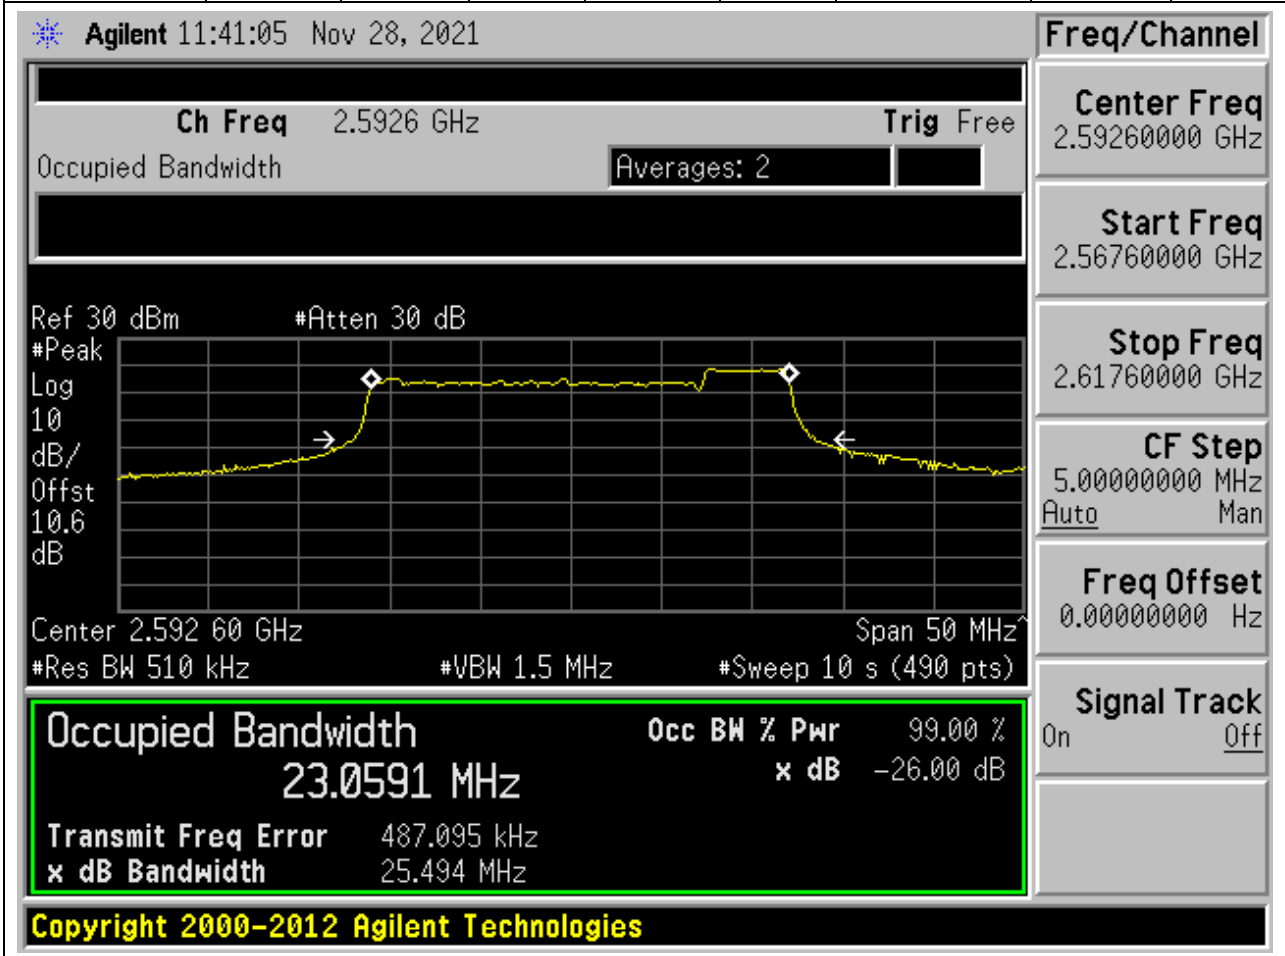 Agilent 11:41:05 Nov 28, 2021
Freq/Channel
Ch Freq 2.5926 GHz Trig Free
Occupied Bandwidth Averages: 2
Ref 30 dBm #Atten 30 dB
#Peak
Log
10
dB/
Offst
10.6
dB
Center 2.592 60 GHz Span 50 MHz^
#Res BW 510 kHz #VBW 1.5 MHz #Sweep 10 s (490 pts)
Occupied Bandwidth
23.0591 MHz
Occ BW % Pwr 99.00 %
x dB -26.00 dB
Transmit Freq Error 487.095 kHz
x dB Bandwidth 25.494 MHz
Center Freq
2.59260000 GHz
Start Freq
2.56760000 GHz
Stop Freq
2.61760000 GHz
CF Step
5.00000000 MHz
Auto Man
Freq Offset
0.00000000 Hz
Signal Track
On Off
Copyright 2000-2012 Agilent Technologies